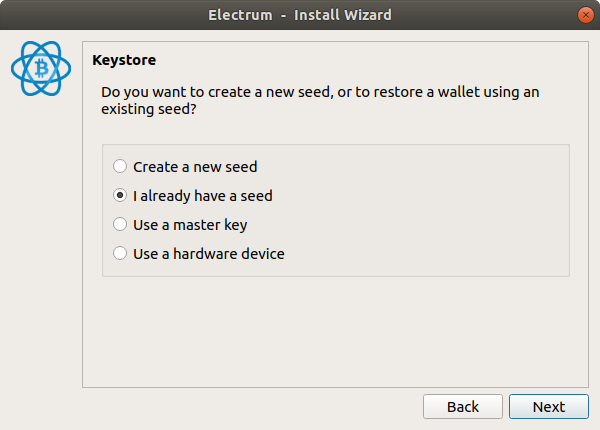 Electrum - Install Wizard
Keystore
Do you want to create a new seed, or to restore a wallet using an
existing seed?
Create a new seed
I already have a seed
Use a master key
Use a hardware device
Back Next